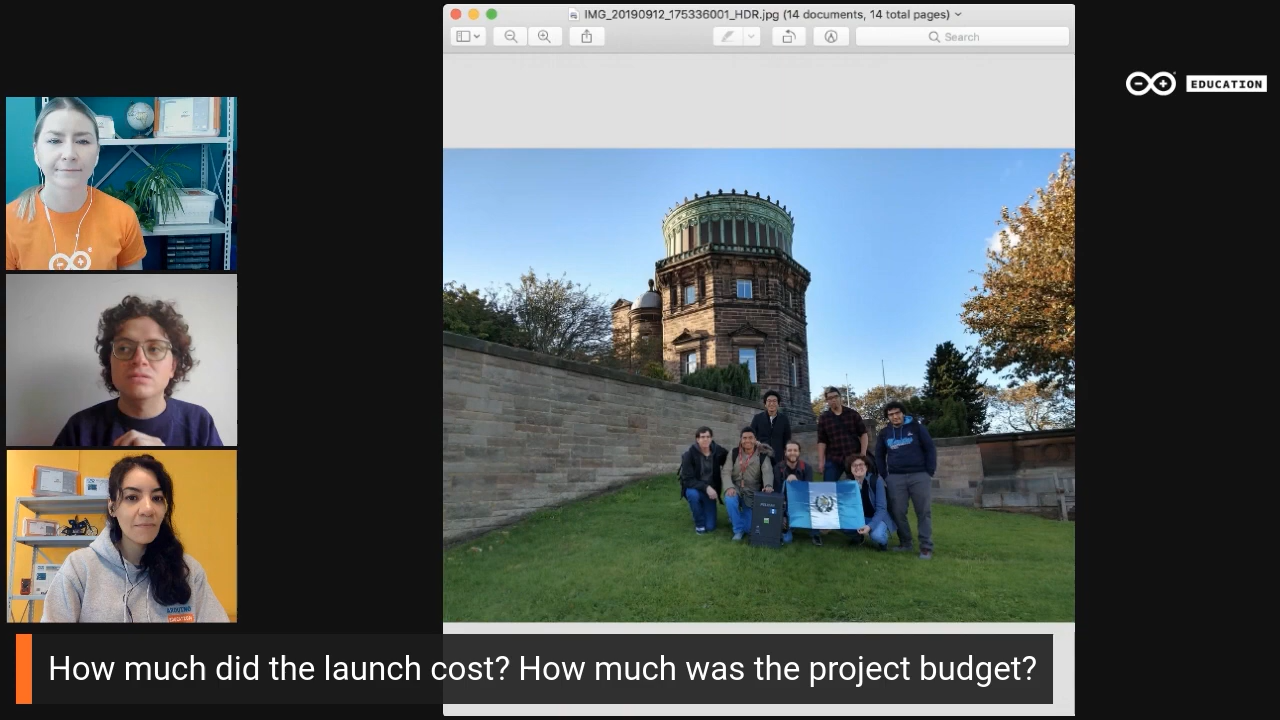 IMG_20190912_175336001_HDR.jpg (14 documents, 14 total pages)
Search
EDUCATION
ARDUINO
How much did the launch cost? How much was the project budget?